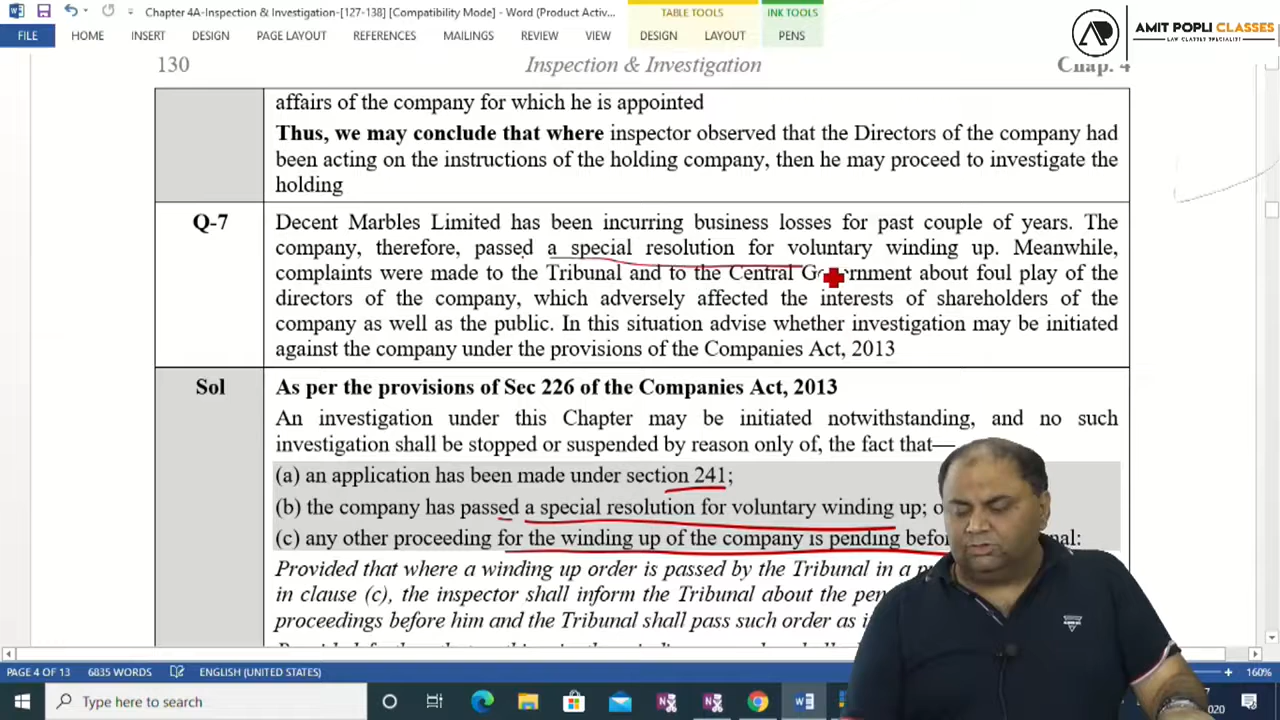 Chapter 4A-Inspection & Investigation-[127-138] [Compatibility Mode] - Word (Product Activ...
TABLE TOOLS
INK TOOLS
FILE HOME INSERT DESIGN PAGE LAYOUT REFERENCES MAILINGS REVIEW VIEW DESIGN LAYOUT PENS
AMIT POPLI CLASSES
LAW CLASSES SPECIALIST
130 Inspection & Investigation Chap. 4
affairs of the company for which he is appointed
Thus, we may conclude that where inspector observed that the Directors of the company had
been acting on the instructions of the holding company, then he may proceed to investigate the
holding
Q-7 Decent Marbles Limited has been incurring business losses for past couple of years. The
company, therefore, passed a special resolution for voluntary winding up. Meanwhile,
complaints were made to the Tribunal and to the Central Government about foul play of the
directors of the company, which adversely affected the interests of shareholders of the
company as well as the public. In this situation advise whether investigation may be initiated
against the company under the provisions of the Companies Act, 2013
Sol As per the provisions of Sec 226 of the Companies Act, 2013
An investigation under this Chapter may be initiated notwithstanding, and no such
investigation shall be stopped or suspended by reason only of, the fact that—
(a) an application has been made under section 241;
(b) the company has passed a special resolution for voluntary winding up; o
(c) any other proceeding for the winding up of the company is pending befo nal:
Provided that where a winding up order is passed by the Tribunal in a
in clause (c), the inspector shall inform the Tribunal about the
proceedings before him and the Tribunal shall pass such order as
PAGE 4 OF 13 6835 WORDS ENGLISH (UNITED STATES) 160%
Type here to search